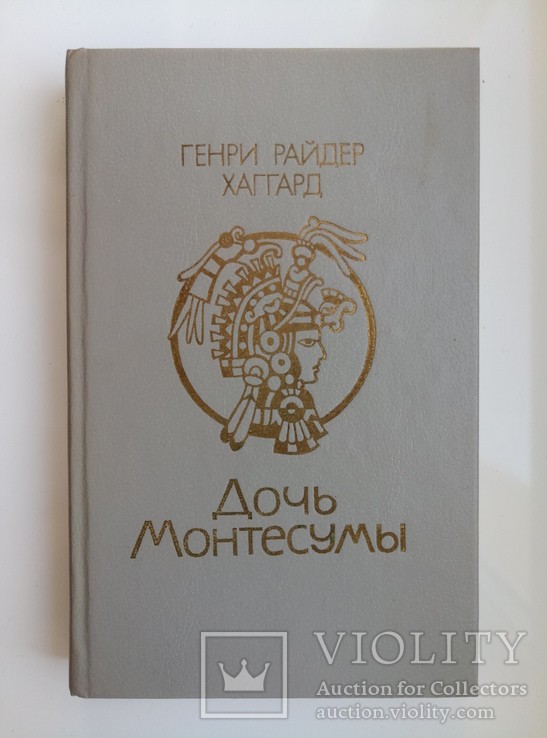 ГЕНРИ РАЙДЕР
ХАГГАРД
Дочь
Монтесумы
VIOLITY
Auction for Collectors
auction.violity.com